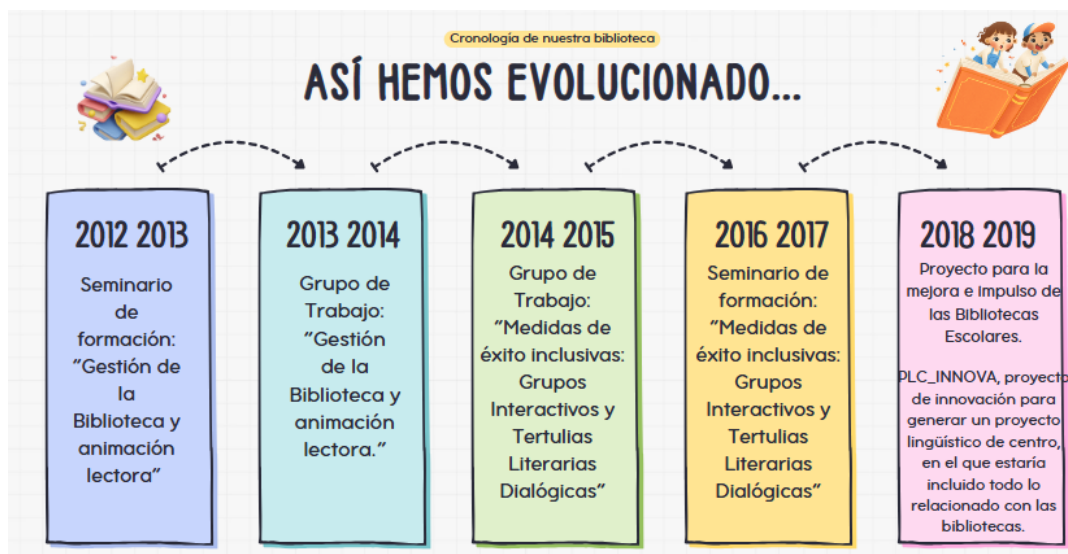 Cronología de nuestra biblioteca
ASÍ HEMOS EVOLUCIONADO...
2012 2013
Seminario
de
formación:
"Gestión de
la
Biblioteca y
animación
lectora"
2013 2014
Grupo de
Trabajo:
"Gestión
de la
Biblioteca y
animación
lectora."
2014 2015
Grupo de
Trabajo:
"Medidas de
éxito inclusivas:
Grupos
Interactivos y
Tertulias
Literarias
Dialógicas"
2016 2017
Seminario de
formación:
"Medidas de
éxito inclusivas:
Grupos
Interactivos y
Tertulias
Literarias
Dialógicas"
2018 2019
Proyecto para la
mejora e Impulso de
las Bibliotecas
Escolares.
PLC_INNOVA, proyecto
de innovación para
generar un proyecto
lingüístico de centro,
en el que estaría
incluido todo lo
relacionado con las
bibliotecas.